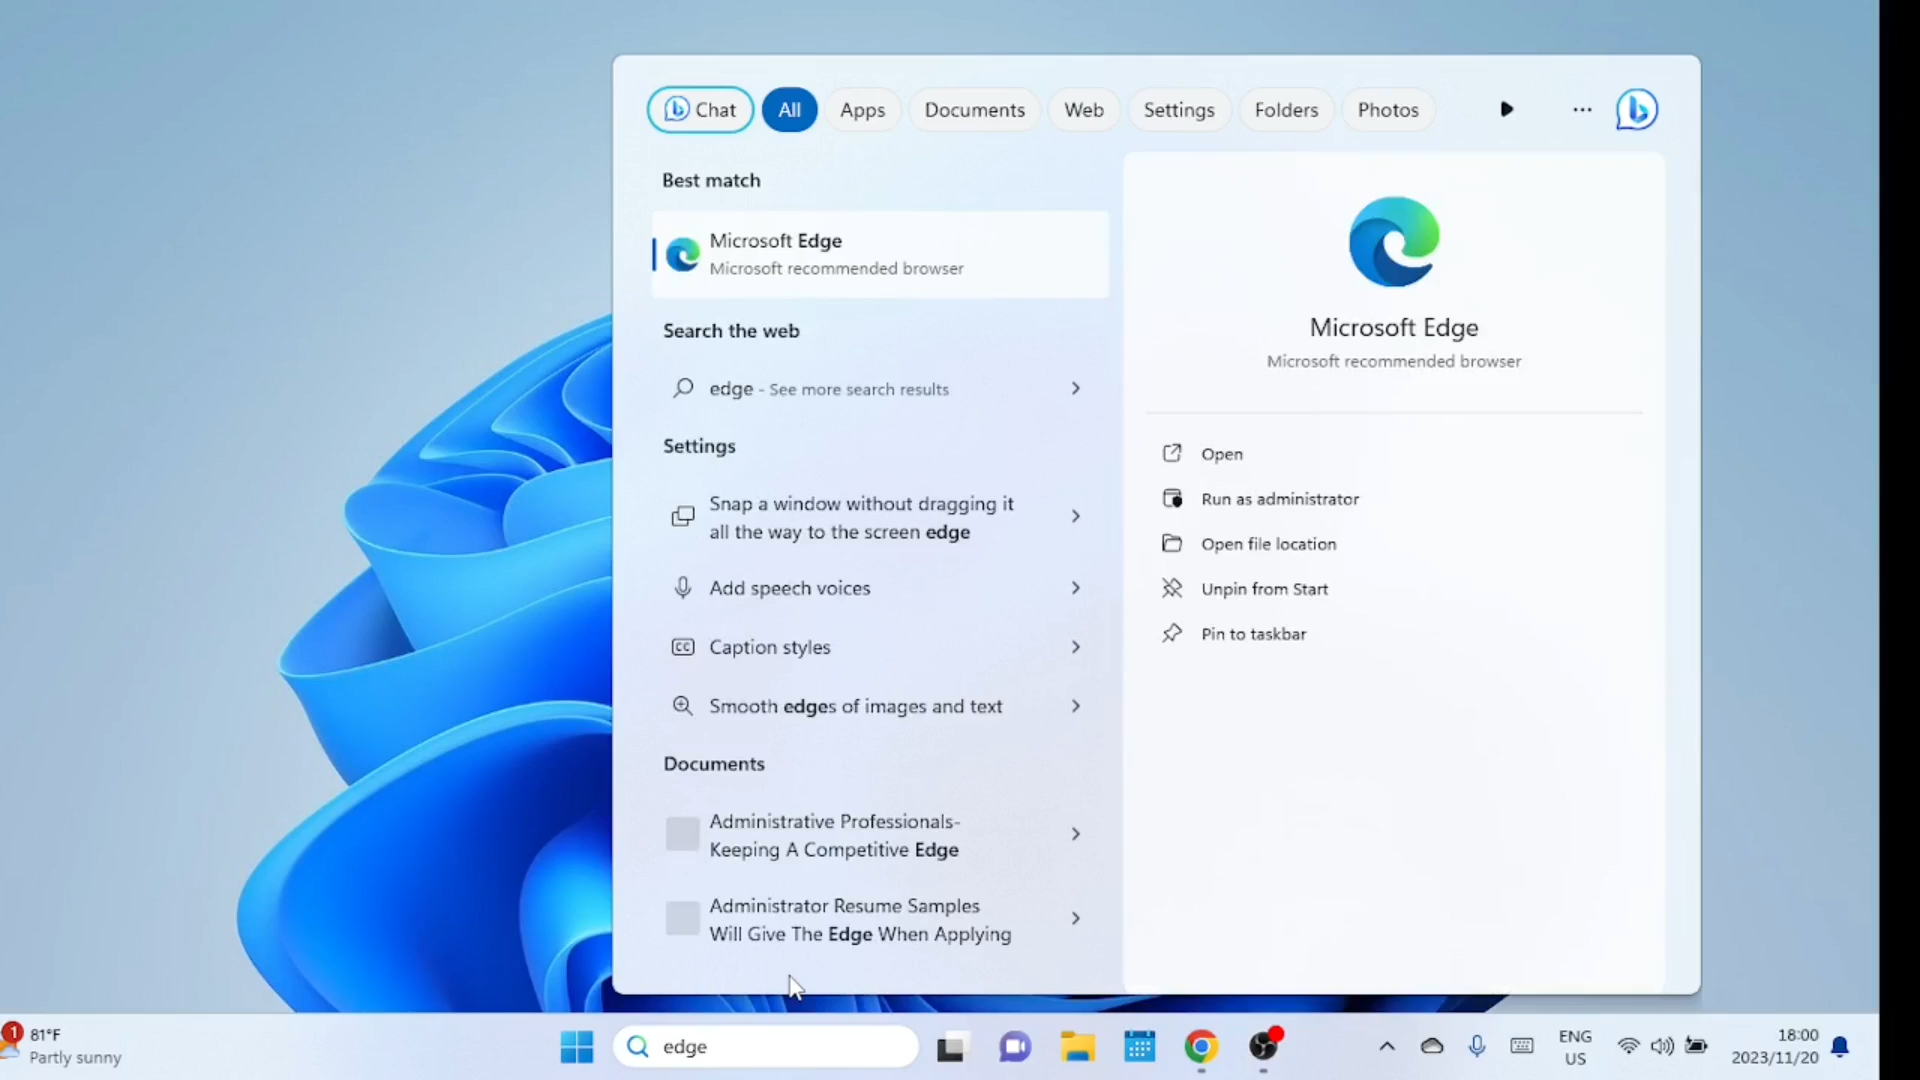 Chat
All
Apps
Documents
Web
Settings
Folders
Photos
Best match
Microsoft Edge
Microsoft recommended browser
Search the web
edge - See more search results
Settings
Snap a window without dragging it
all the way to the screen edge
Add speech voices
Caption styles
Smooth edges of images and text
Documents
Administrative Professionals-
Keeping A Competitive Edge
Administrator Resume Samples
Will Give The Edge When Applying
Microsoft Edge
Microsoft recommended browser
Open
Run as administrator
Open file location
Unpin from Start
Pin to taskbar
1
81°F
Partly sunny
edge
ENG
US
18:00
2023/11/20